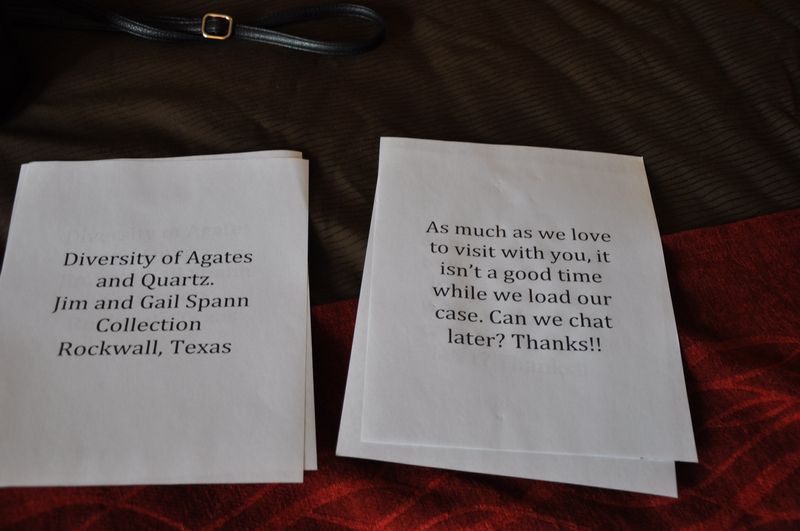 Diversity of Agates
and Quartz.
Jim and Gail Spann
Collection
Rockwall, Texas
As much as we love
to visit with you, it
isn't a good time
while we load our
case. Can we chat
later? Thanks!!